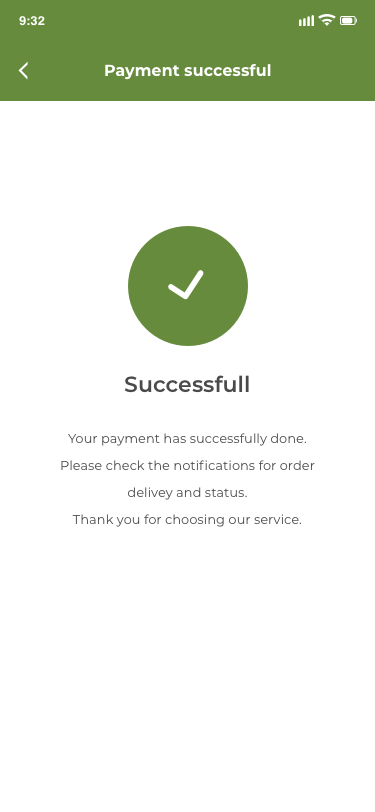 9:32
Payment successful
Successfull
Your payment has successfully done.
Please check the notifications for order
delivey and status.
Thank you for choosing our service.